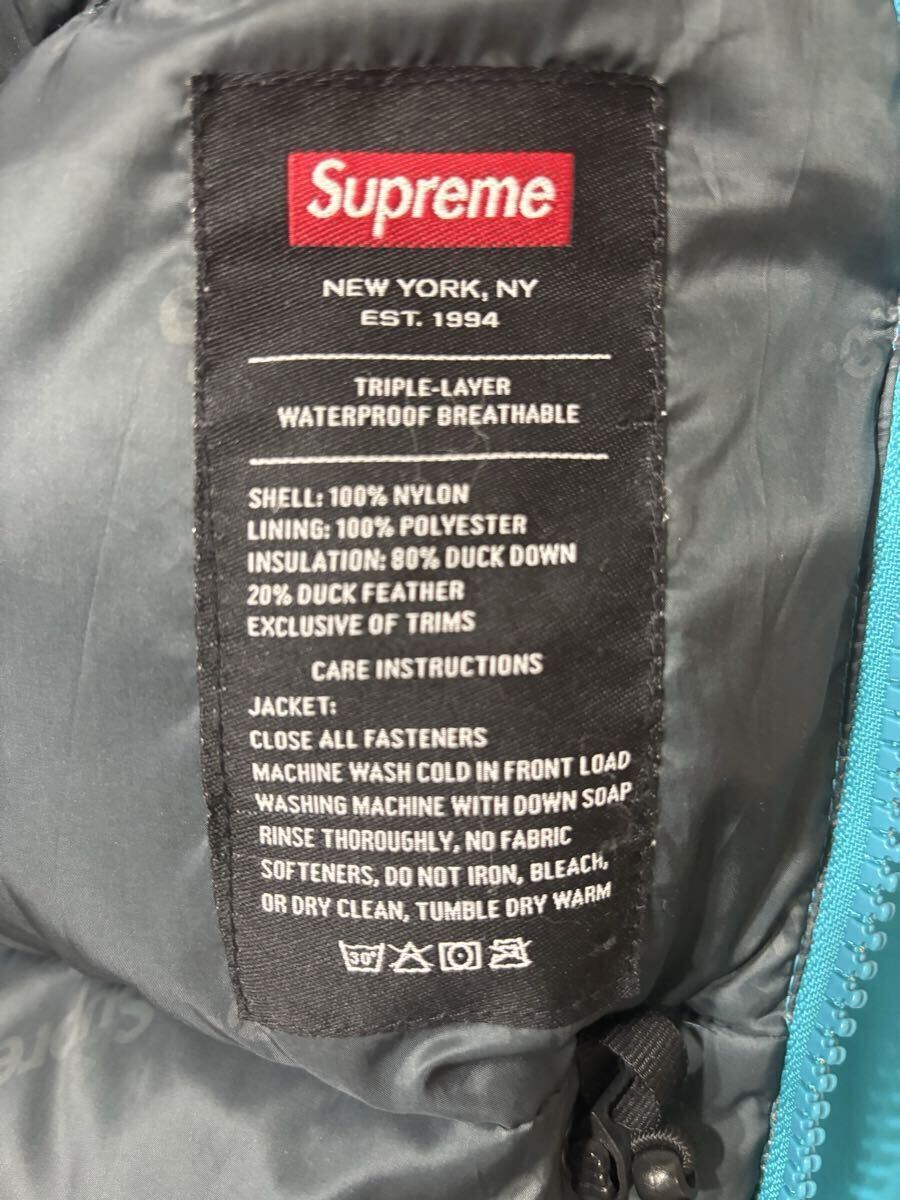 Supreme
NEW YORK, NY
EST. 1994
TRIPLE-LAYER
WATERPROOF BREATHABLE
SHELL: 100% NYLON
LINING: 100% POLYESTER
INSULATION: 80% DUCK DOWN
20% DUCK FEATHER
EXCLUSIVE OF TRIMS
CARE INSTRUCTIONS
JACKET:
CLOSE ALL FASTENERS
MACHINE WASH COLD IN FRONT LOAD
WASHING MACHINE WITH DOWN SOAP
RINSE THOROUGHLY, NO FABRIC
SOFTENERS, DO NOT IRON, BLEACH,
OR DRY CLEAN, TUMBLE DRY WARM
30°